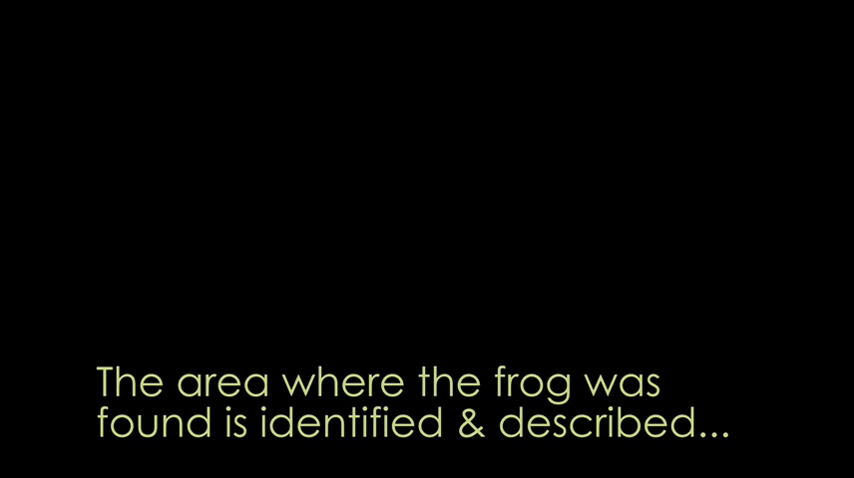 The area where the frog was
found is identified & described...